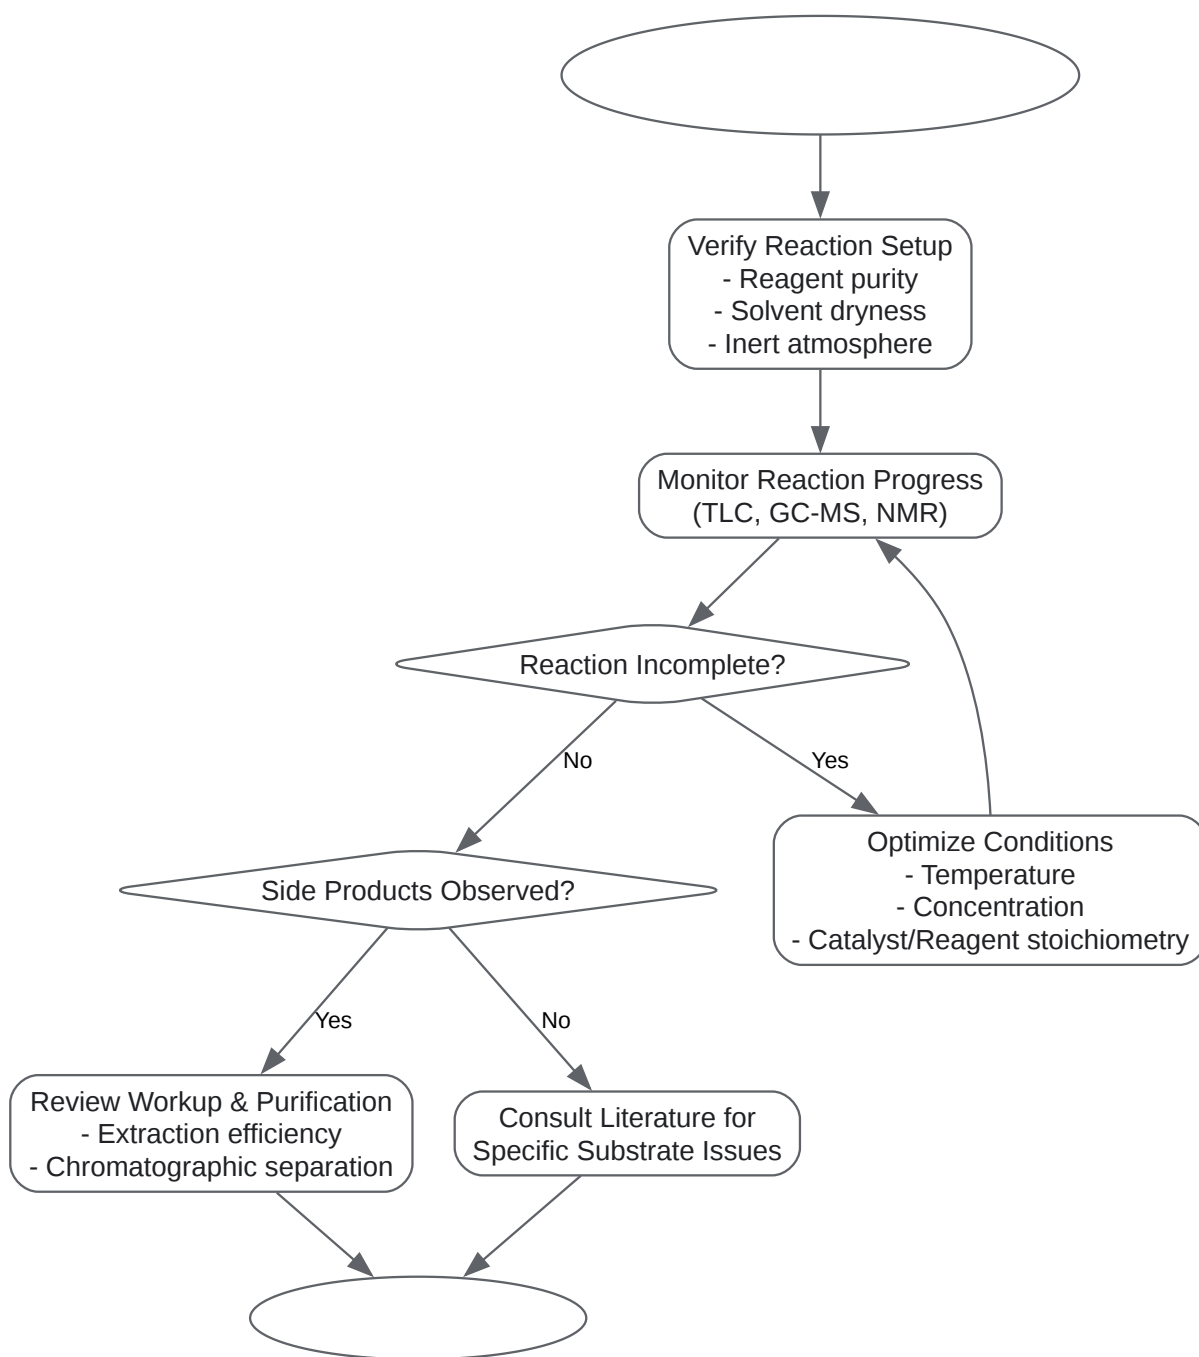 Verify Reaction Setup
- Reagent purity
- Solvent dryness
- Inert atmosphere
Monitor Reaction Progress
(TLC, GC-MS, NMR)
Reaction Incomplete?
No
Yes
Optimize Conditions
- Temperature
- Concentration
- Catalyst/Reagent stoichiometry
Side Products Observed?
Yes
No
Review Workup & Purification
- Extraction efficiency
- Chromatographic separation
Consult Literature for
Specific Substrate Issues